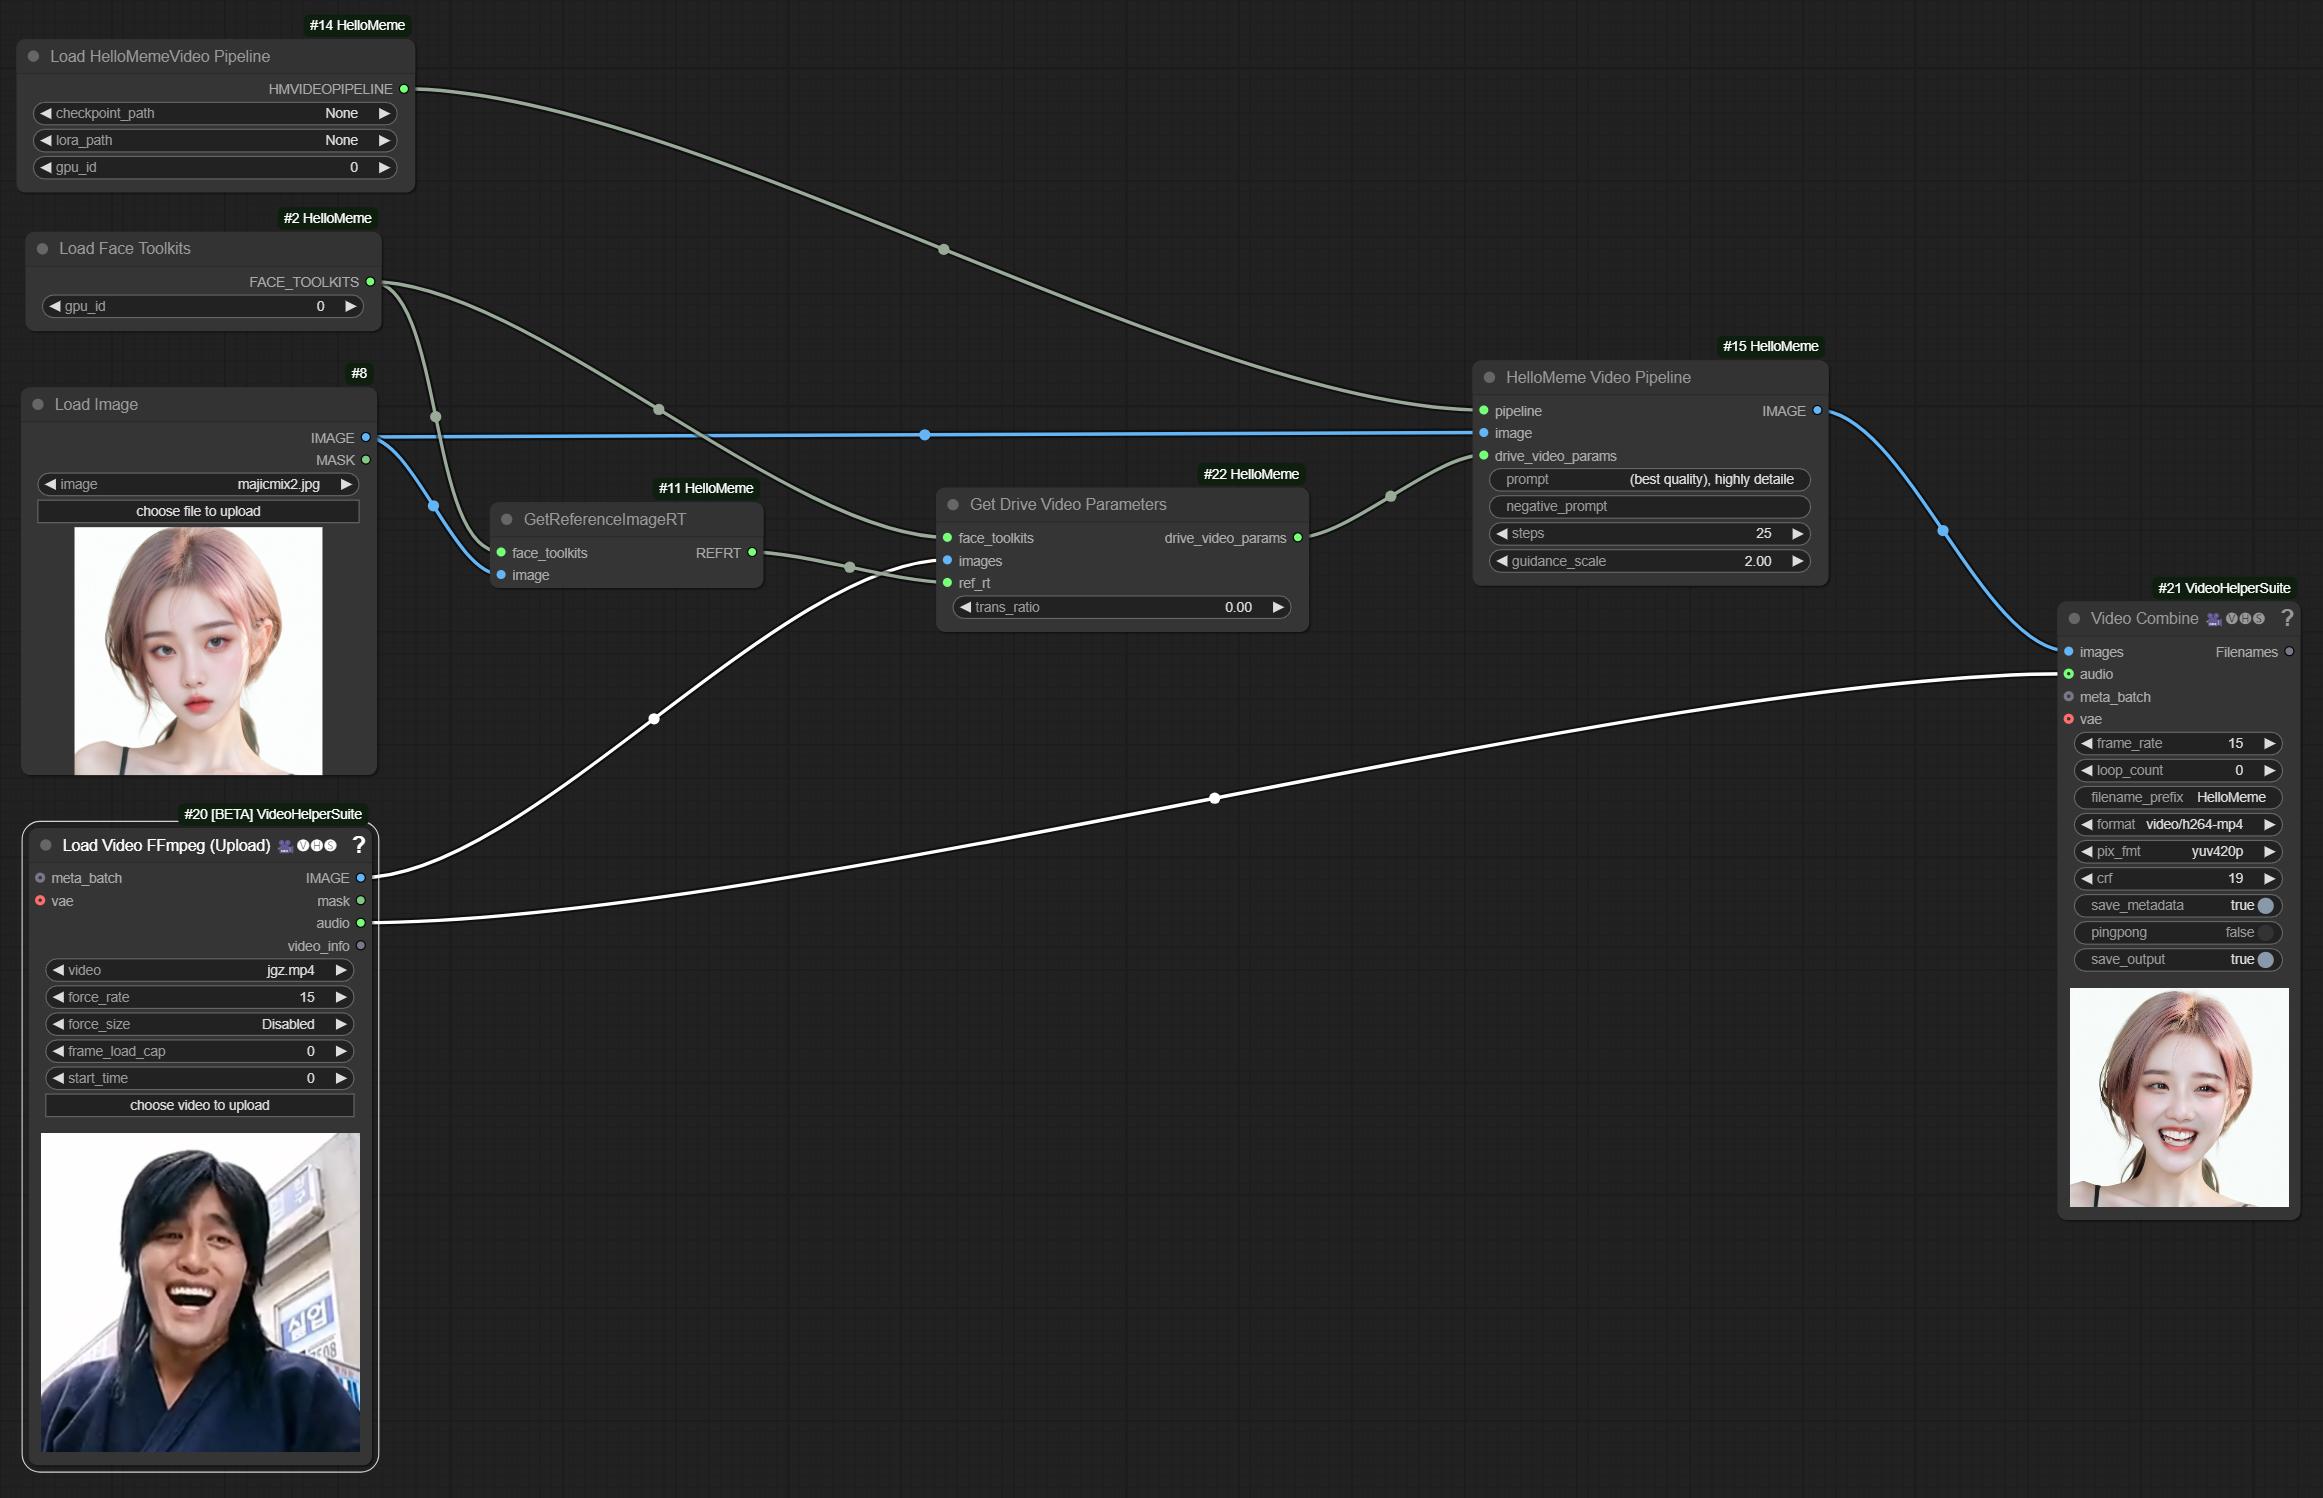 #14 HelloMeme
Load HelloMemeVideo Pipeline
HMVIDEOPIPELINE
checkpoint_path None
lora_path None
gpu_id 0
#2 HelloMeme
Load Face Toolkits
FACE_TOOLKITS
gpu_id 0
#8
Load Image
IMAGE
MASK
image majicmix2.jpg
choose file to upload
#11 HelloMeme
GetReferenceImageRT
face_toolkits REFRT
image
#22 HelloMeme
Get Drive Video Parameters
face_toolkits drive_video_params
images
ref_rt
trans_ratio 0.00
#15 HelloMeme
HelloMeme Video Pipeline
pipeline IMAGE
image
drive_video_params
prompt (best quality), highly detaile
negative_prompt
steps 25
guidance_scale 2.00
#20 [BETA] VideoHelperSuite
Load Video FFmpeg (Upload) 🎥🅥🅗🅢 ?
meta_batch IMAGE
vae mask
audio
video_info
video jgz.mp4
force_rate 15
force_size Disabled
frame_load_cap 0
start_time 0
choose video to upload
실업
#21 VideoHelperSuite
Video Combine 🎥🅥🅗🅢 ?
images Filenames
audio
meta_batch
vae
frame_rate 15
loop_count 0
filename_prefix HelloMeme
format video/h264-mp4
pix_fmt yuv420p
crf 19
save_metadata true
pingpong false
save_output true